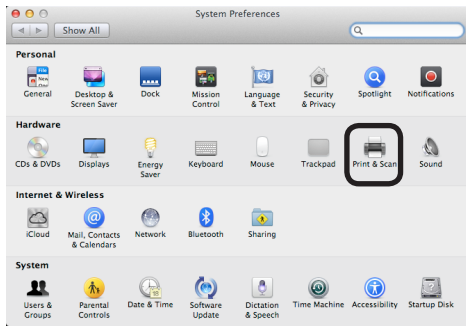 System Preferences
Show All
Personal
General
Desktop &
Screen Saver
Dock
Mission
Control
Language
& Text
Security
& Privacy
Spotlight
Notifications
Hardware
CDs & DVDs
Displays
Energy
Saver
Keyboard
Mouse
Trackpad
Print & Scan
Sound
Internet & Wireless
iCloud
Mail, Contacts
& Calendars
Network
Bluetooth
Sharing
System
Users &
Groups
Parental
Controls
Date & Time
Software
Update
Dictation
& Speech
Time Machine
Accessibility
Startup Disk